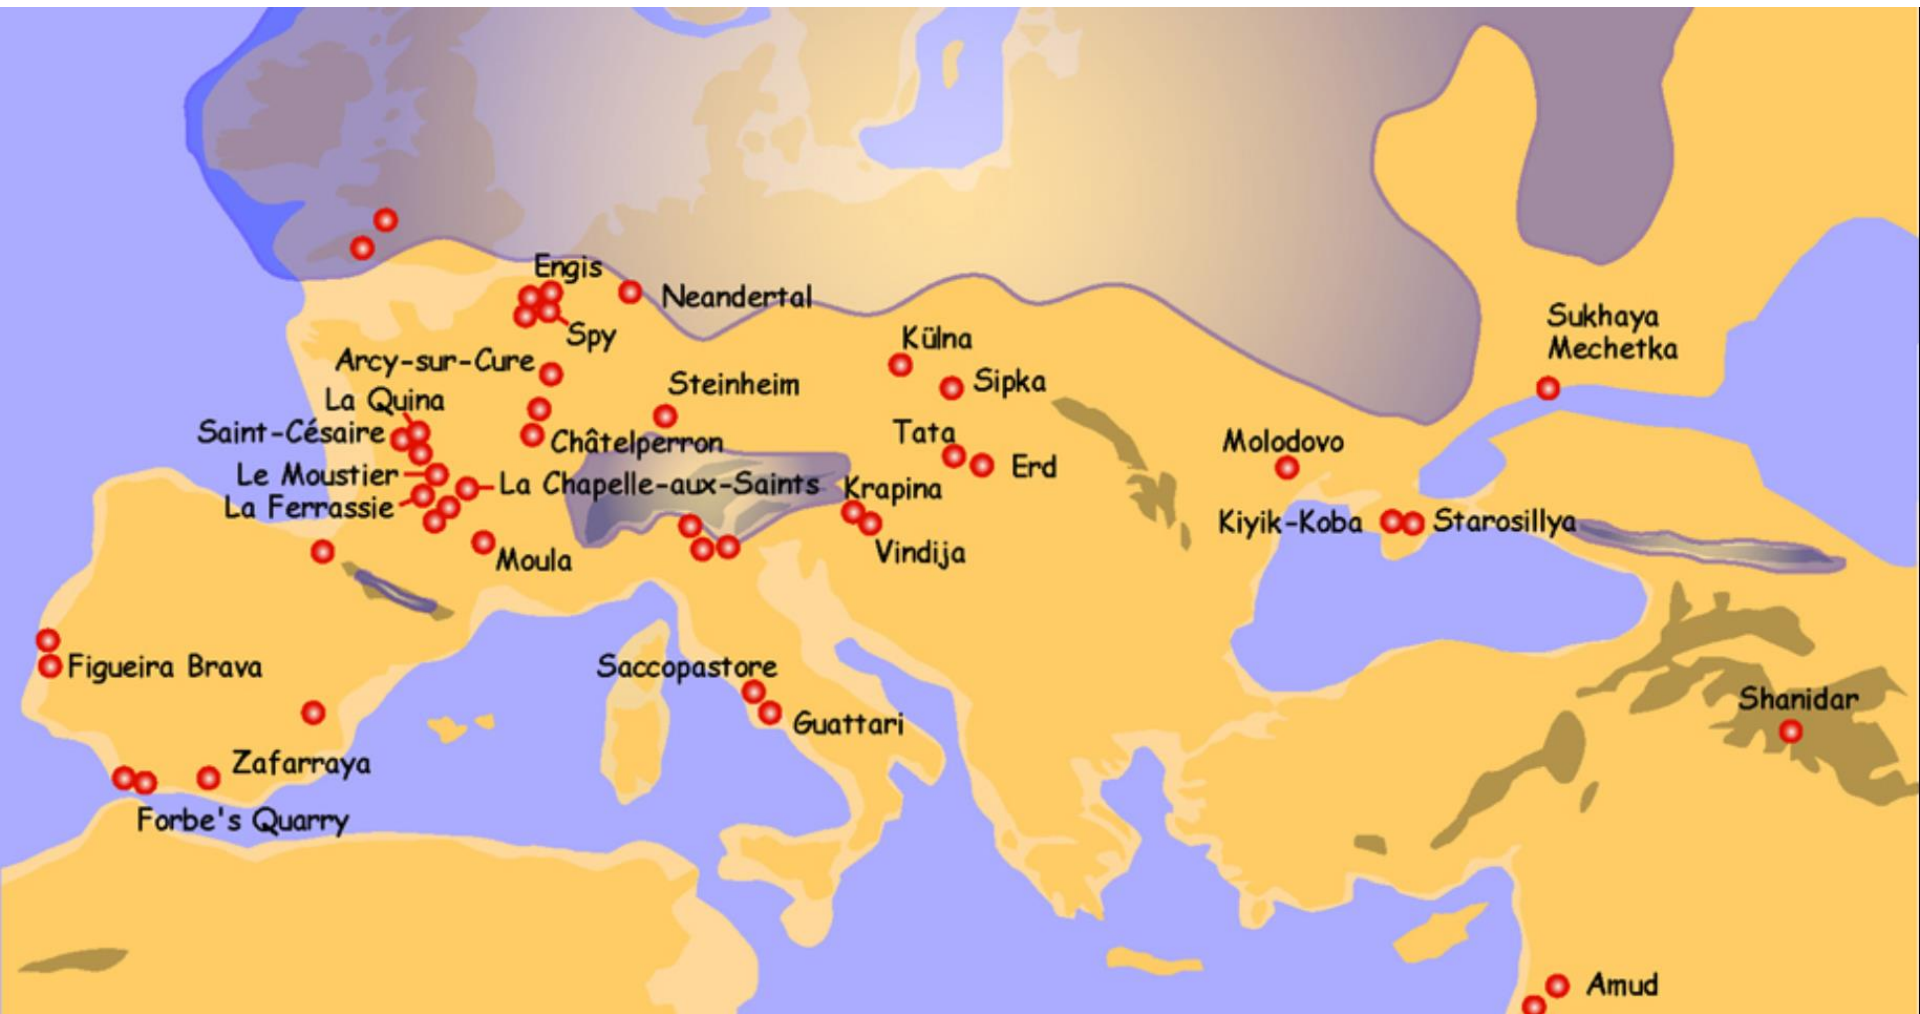 Engis
Neandertal
Sukhaya
Mechetka
Spy
Külna
Arcy-sur-Cure
Steinheim
Sipka
La Quina
Saint-Césaire
Châtelperron
Tata
Molodovo
Erd
Le Moustier
La Chapelle-aux-Saints
Krapina
La Ferrassie
Kiyik-Koba
Starosillya
Moula
Vindija
Figueira Brava
Saccopastore
Shanidar
Guattari
Zafarraya
Forbe's Quarry
Amud